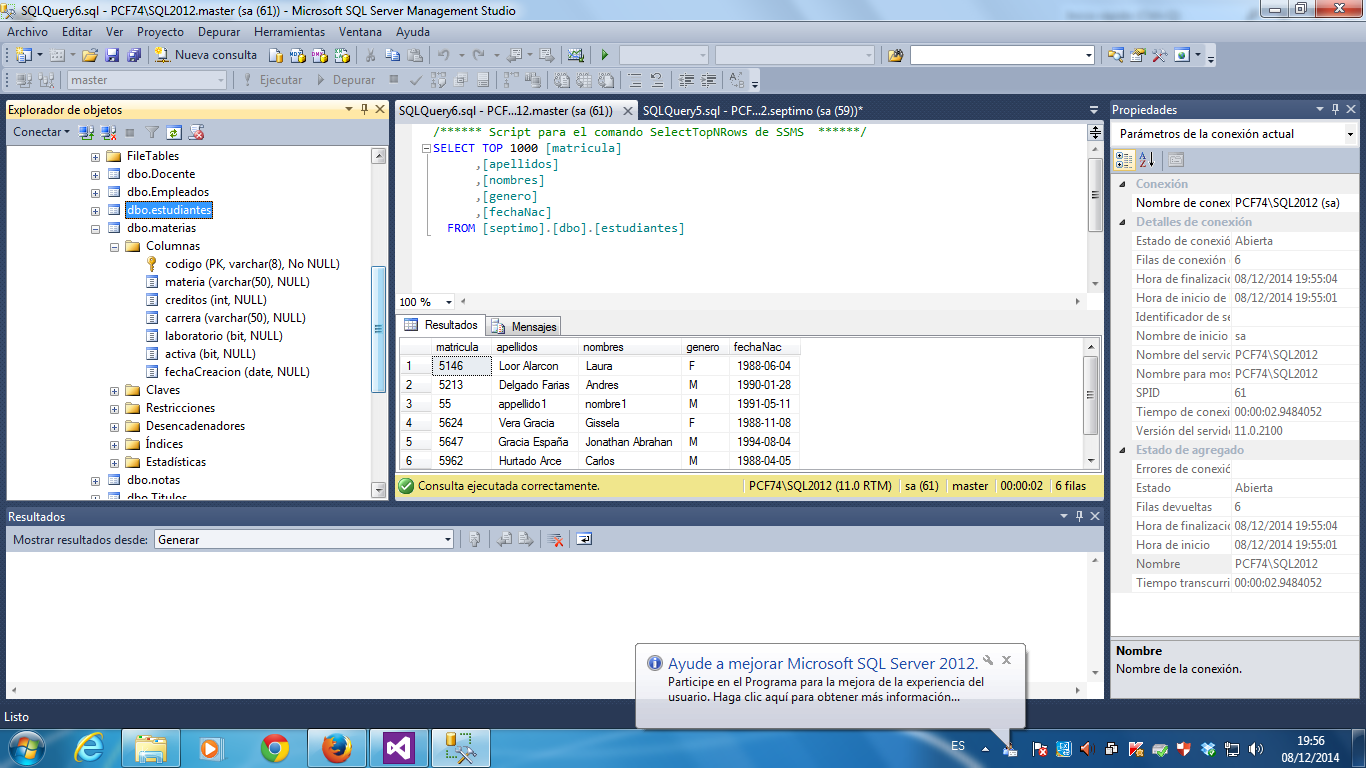 SQLQuery6.sql - PCF74\SQL2012.master (sa (61)) - Microsoft SQL Server Management Studio
Archivo Editar Ver Proyecto Depurar Herramientas Ventana Ayuda
Nueva consulta
master Ejecutar Depurar
Explorador de objetos
Conectar
FileTables
dbo.Docente
dbo.Empleados
dbo.estudiantes
dbo.materias
Columnas
codigo (PK, varchar(8), No NULL)
materia (varchar(50), NULL)
creditos (int, NULL)
carrera (varchar(50), NULL)
laboratorio (bit, NULL)
activa (bit, NULL)
fechaCreacion (date, NULL)
Claves
Restricciones
Desencadenadores
Índices
Estadísticas
dbo.notas
dbo.Titulos
SQLQuery6.sql - PCF...12.master (sa (61)) SQLQuery5.sql - PCF...2.septimo (sa (59))*
/****** Script para el comando SelectTopNRows de SSMS ******/
SELECT TOP 1000 [matricula]
,[apellidos]
,[nombres]
,[genero]
,[fechaNac]
FROM [septimo].[dbo].[estudiantes]
100 %
Resultados Mensajes
matricula apellidos nombres genero fechaNac
1 5146 Loor Alarcon Laura F 1988-06-04
2 5213 Delgado Farias Andres M 1990-01-28
3 55 appellido1 nombre1 M 1991-05-11
4 5624 Vera Gracia Gissela F 1988-11-08
5 5647 Gracia España Jonathan Abrahan M 1994-08-04
6 5962 Hurtado Arce Carlos M 1988-04-05
Consulta ejecutada correctamente. PCF74\SQL2012 (11.0 RTM) sa (61) master 00:00:02 6 filas
Propiedades
Parámetros de la conexión actual
Conexión
Nombre de conex PCF74\SQL2012 (sa)
Detalles de conexión
Estado de conexió Abierta
Filas de conexión 6
Hora de finalizació 08/12/2014 19:55:04
Hora de inicio de 08/12/2014 19:55:01
Identificador de se
Nombre de inicio sa
Nombre del servic PCF74\SQL2012
Nombre para mos PCF74\SQL2012
SPID 61
Tiempo de conexi 00:00:02.9484052
Versión del servid 11.0.2100
Estado de agregado
Errores de conexió
Estado Abierta
Filas devueltas 6
Hora de finalizació 08/12/2014 19:55:04
Hora de inicio 08/12/2014 19:55:01
Nombre PCF74\SQL2012
Tiempo transcurri 00:00:02.9484052
Nombre
Nombre de la conexión.
Resultados
Mostrar resultados desde: Generar
Ayude a mejorar Microsoft SQL Server 2012.
Participe en el Programa para la mejora de la experiencia del
usuario. Haga clic aquí para obtener más información...
Listo
ES
19:56
08/12/2014